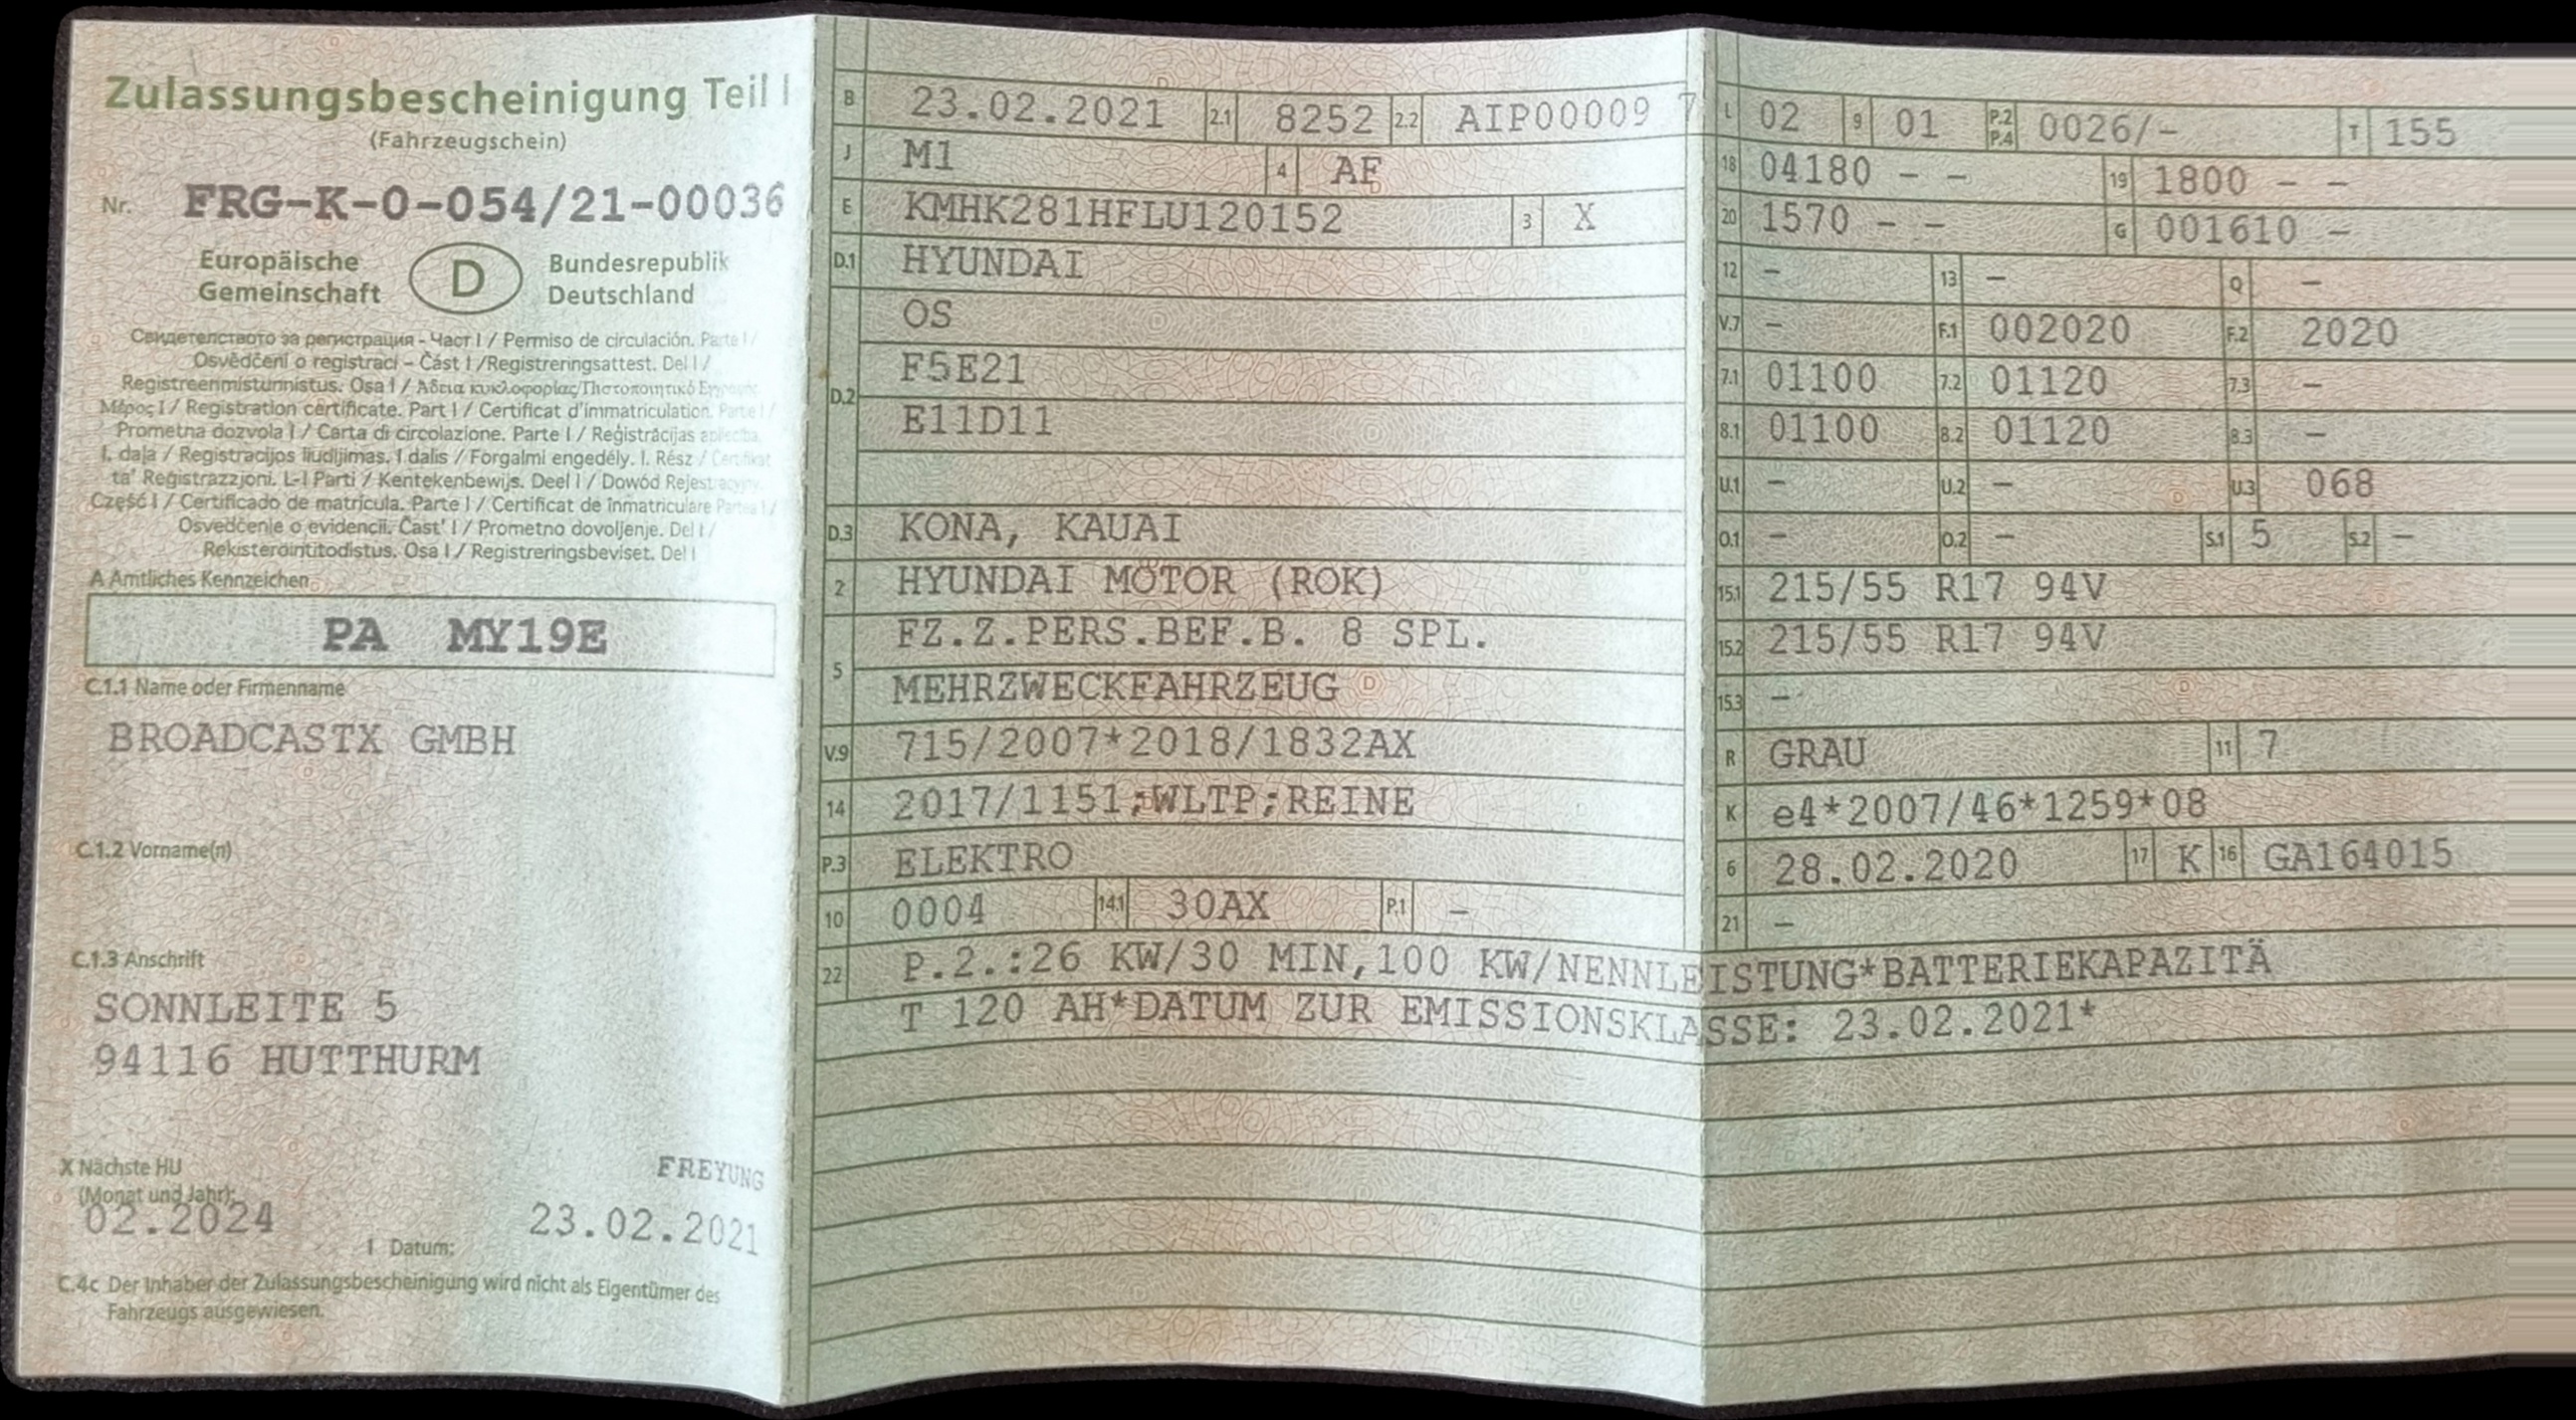 Zulassungsbescheinigung Teil I
(Fahrzeugschein)
Nr. FRG-K-0-054/21-00036
Europäische Gemeinschaft D Bundesrepublik Deutschland
Свидетелството за регистрация - Част I / Permiso de circulación. Parte I /
Osvědčení o registraci – Část I /Registreringsattest. Del I /
Registreerimistunnistus. Osa I / Άδεια κυκλοφορίας/Πιστοποιητικό Εγγραφής
Μέρος I / Registration certificate. Part I / Certificat d'immatriculation. Partie I /
Prometna dozvola I / Carta di circolazione. Parte I / Reģistrācijas apliecība.
I. daļa / Registracijos liudijimas. I dalis / Forgalmi engedély. I. Rész / Ċertifikat
ta' Reġistrazzjoni. L-I Parti / Kentekenbewijs. Deel I / Dowód Rejestracyjny.
Część I / Certificado de matrícula. Parte I / Certificat de înmatriculare Partea I /
Osvedčenie o evidencii. Časť I / Prometno dovoljenje. Del I /
Rekisteröintitodistus. Osa I / Registreringsbeviset. Del I
A Amtliches Kennzeichen
PA MY19E
C.1.1 Name oder Firmenname
BROADCASTX GMBH
C.1.2 Vorname(n)
C.1.3 Anschrift
SONNLEITE 5
94116 HUTTHURM
X Nächste HU
(Monat und Jahr):
02.2024
FREYUNG
I Datum: 23.02.2021
C.4c Der Inhaber der Zulassungsbescheinigung wird nicht als Eigentümer des
Fahrzeugs ausgewiesen.
B 23.02.2021 2.1 8252 2.2 AIP00009 7
J M1 4 AF
E KMHK281HFLU120152 3 X
D.1 HYUNDAI
OS
D.2 F5E21
E11D11
D.3 KONA, KAUAI
2 HYUNDAI MOTOR (ROK)
5 FZ.Z.PERS.BEF.B. 8 SPL.
MEHRZWECKFAHRZEUG
V.9 715/2007*2018/1832AX
14 2017/1151;WLTP;REINE
P.3 ELEKTRO
10 0004 14.1 30AX P.1 –
22 P.2.:26 KW/30 MIN,100 KW/NENNLEISTUNG*BATTERIEKAPAZITÄ
T 120 AH*DATUM ZUR EMISSIONSKLASSE: 23.02.2021*
L 02 9 01 P.2 P.4 0026/– T 155
18 04180 – – 19 1800 – –
20 1570 – – G 001610 –
12 – 13 – Q –
V.7 – F.1 002020 F.2 2020
7.1 01100 7.2 01120 7.3 –
8.1 01100 8.2 01120 8.3 –
U.1 – U.2 – U.3 068
O.1 – O.2 – S.1 5 S.2 –
15.1 215/55 R17 94V
15.2 215/55 R17 94V
15.3 –
R GRAU 11 7
K e4*2007/46*1259*08
6 28.02.2020 17 K 16 GA164015
21 –